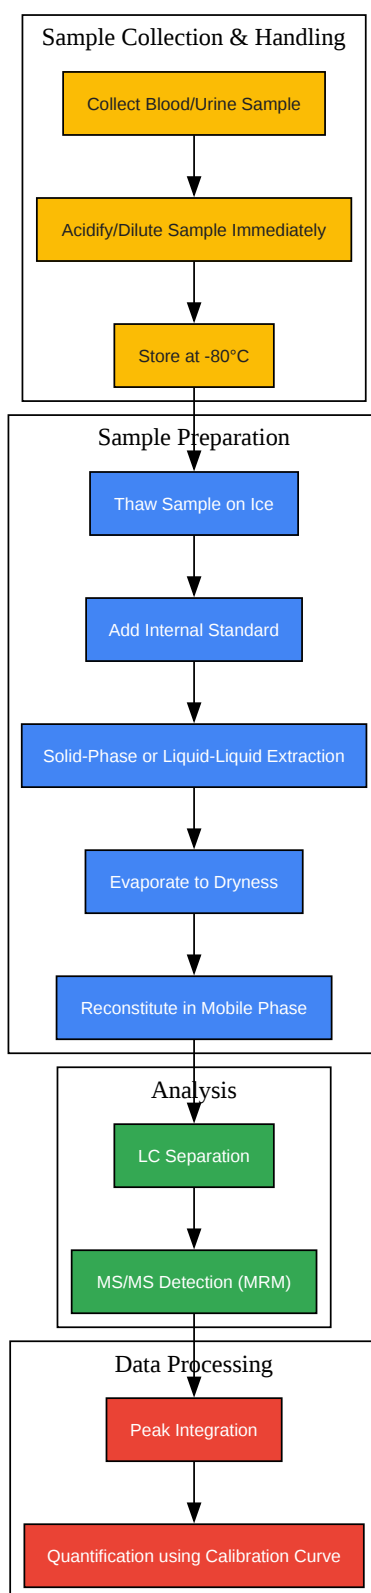 Sample Collection & Handling
Collect Blood/Urine Sample
Acidify/Dilute Sample Immediately
Store at -80°C
Sample Preparation
Thaw Sample on Ice
Add Internal Standard
Solid-Phase or Liquid-Liquid Extraction
Evaporate to Dryness
Reconstitute in Mobile Phase
Analysis
LC Separation
MS/MS Detection (MRM)
Data Processing
Peak Integration
Quantification using Calibration Curve